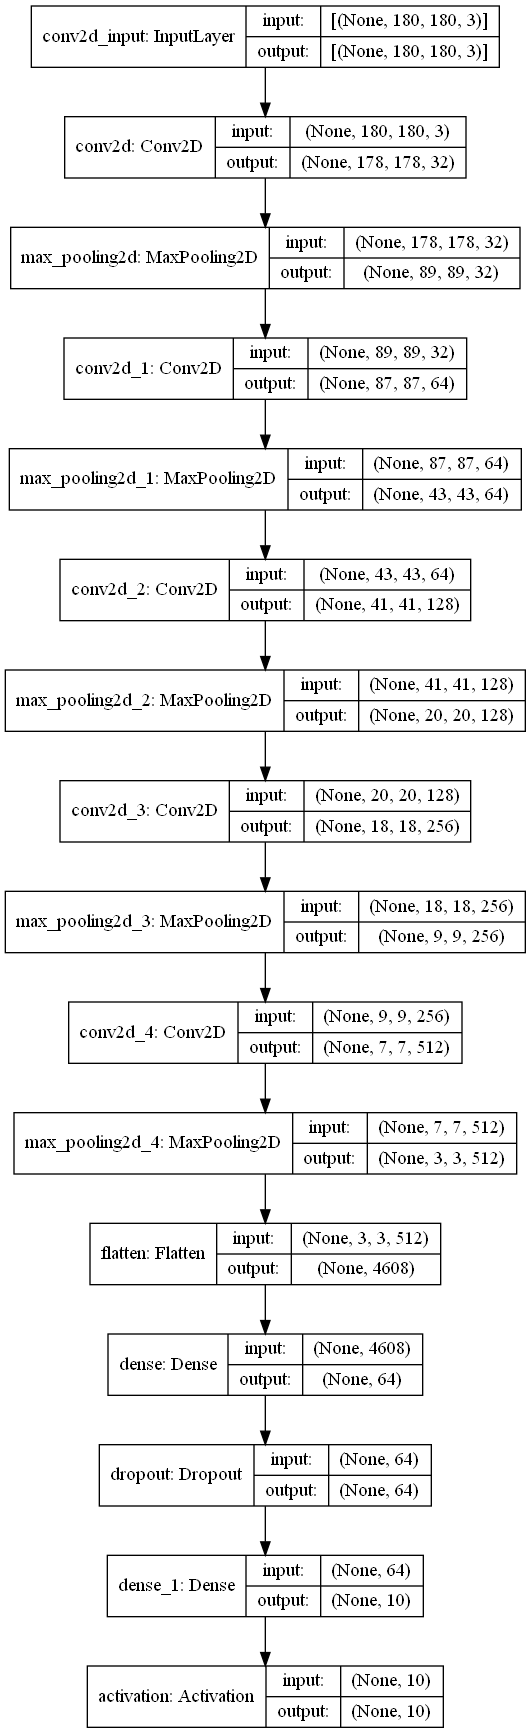 conv2d_input: InputLayer
input:
[(None, 180, 180, 3)]
output:
[(None, 180, 180, 3)]
conv2d: Conv2D
input:
(None, 180, 180, 3)
output:
(None, 178, 178, 32)
max_pooling2d: MaxPooling2D
input:
(None, 178, 178, 32)
output:
(None, 89, 89, 32)
conv2d_1: Conv2D
input:
(None, 89, 89, 32)
output:
(None, 87, 87, 64)
max_pooling2d_1: MaxPooling2D
input:
(None, 87, 87, 64)
output:
(None, 43, 43, 64)
conv2d_2: Conv2D
input:
(None, 43, 43, 64)
output:
(None, 41, 41, 128)
max_pooling2d_2: MaxPooling2D
input:
(None, 41, 41, 128)
output:
(None, 20, 20, 128)
conv2d_3: Conv2D
input:
(None, 20, 20, 128)
output:
(None, 18, 18, 256)
max_pooling2d_3: MaxPooling2D
input:
(None, 18, 18, 256)
output:
(None, 9, 9, 256)
conv2d_4: Conv2D
input:
(None, 9, 9, 256)
output:
(None, 7, 7, 512)
max_pooling2d_4: MaxPooling2D
input:
(None, 7, 7, 512)
output:
(None, 3, 3, 512)
flatten: Flatten
input:
(None, 3, 3, 512)
output:
(None, 4608)
dense: Dense
input:
(None, 4608)
output:
(None, 64)
dropout: Dropout
input:
(None, 64)
output:
(None, 64)
dense_1: Dense
input:
(None, 64)
output:
(None, 10)
activation: Activation
input:
(None, 10)
output:
(None, 10)